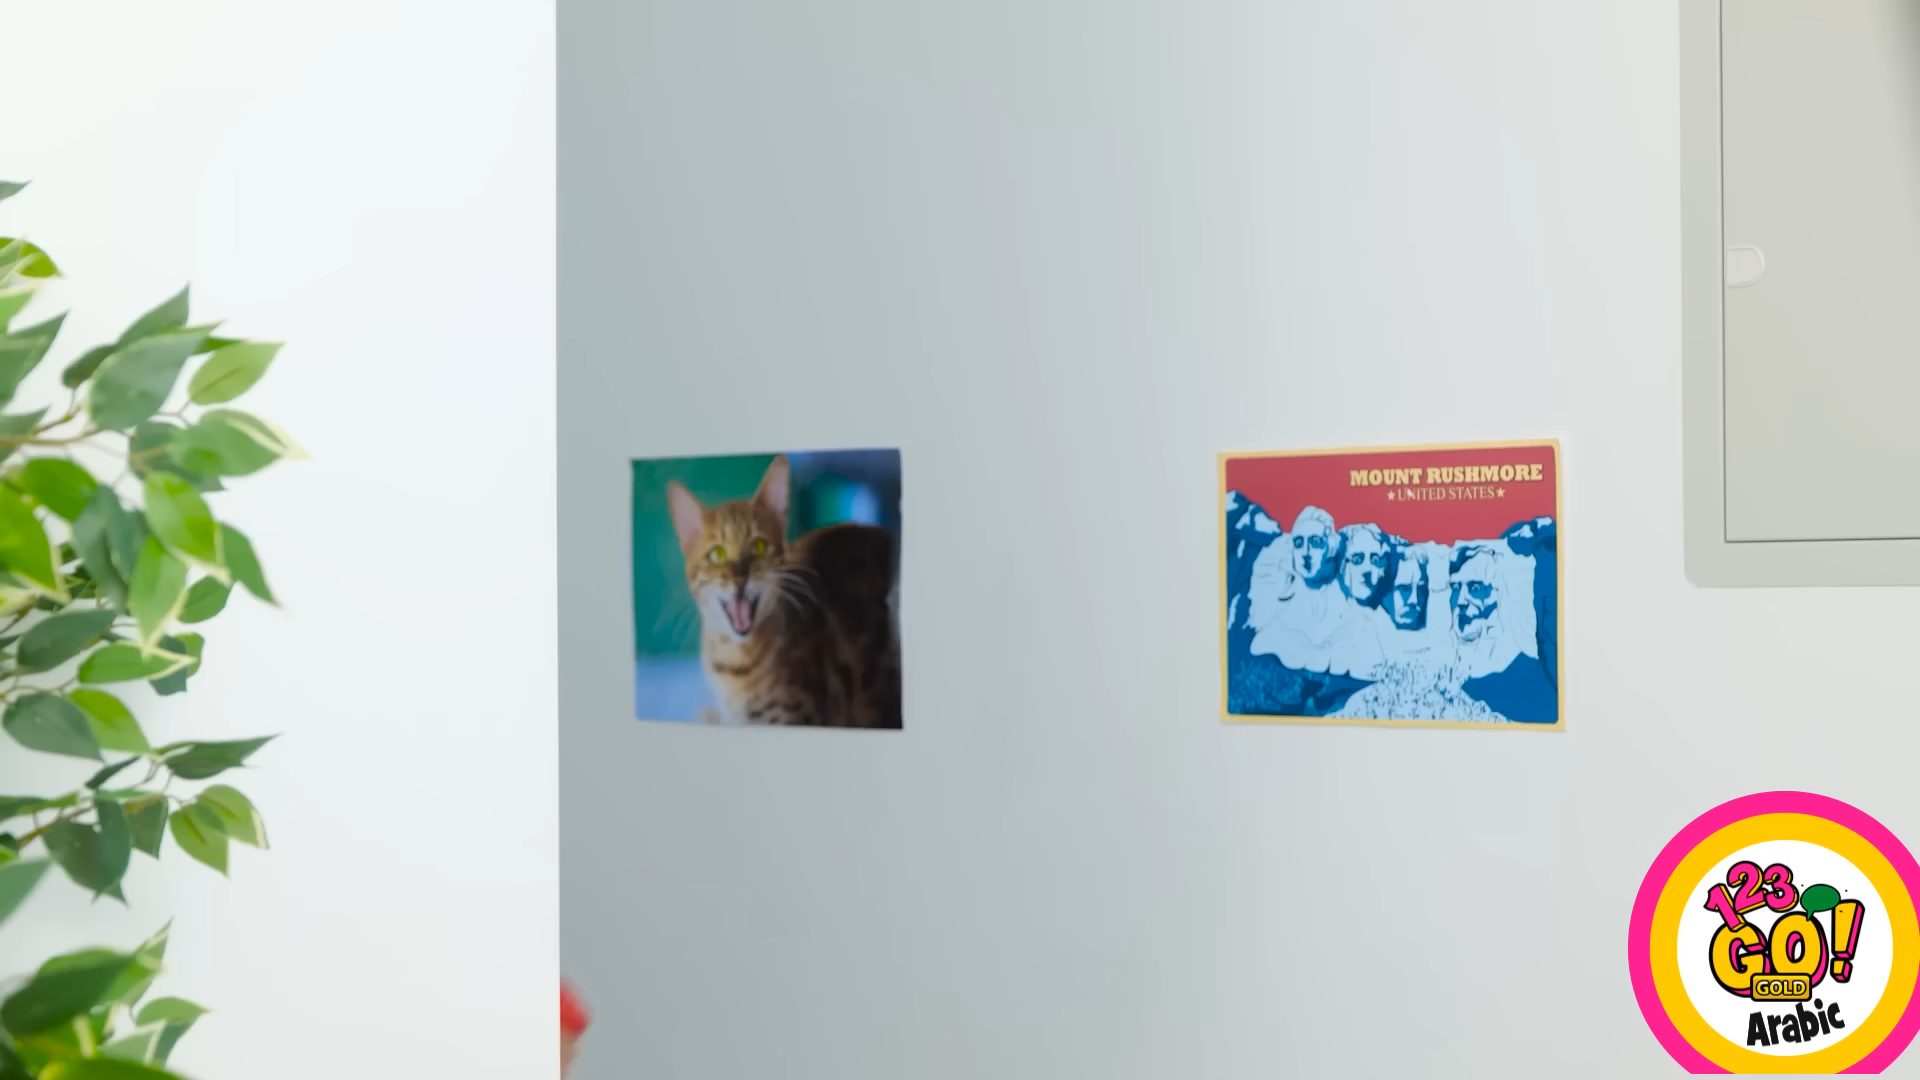 MOUNT RUSHMORE
★UNITED STATES★
123
GO!
GOLD
Arabic